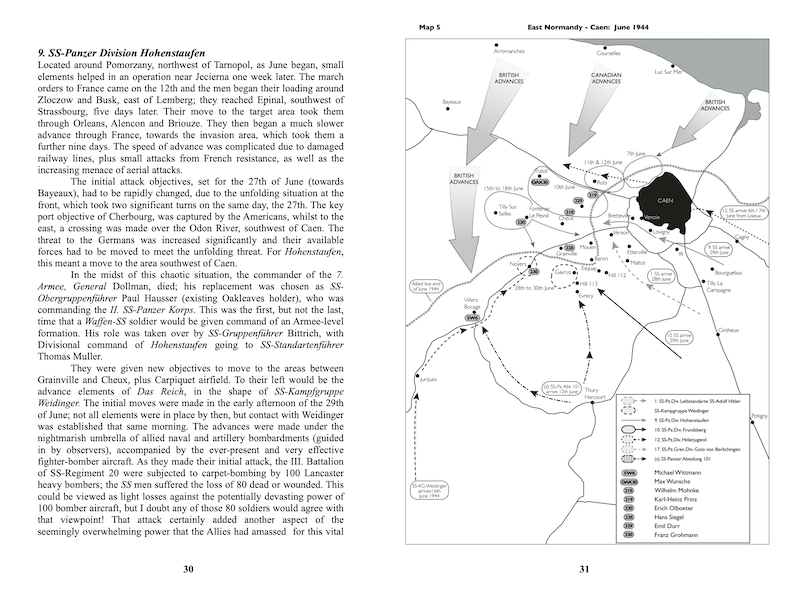 9. SS-Panzer Division Hohenstaufen
Located around Pomorzany, northwest of Tarnopol, as June began, small
elements helped in an operation near Jecierna one week later. The march
orders to France came on the 12th and the men began their loading around
Zloczow and Busk, east of Lemberg; they reached Epinal, southwest of
Strassbourg, five days later. Their move to the target area took them
through Orleans, Alencon and Briouze. They then began a much slower
advance through France, towards the invasion area, which took them a
further nine days. The speed of advance was complicated due to damaged
railway lines, plus small attacks from French resistance, as well as the
increasing menace of aerial attacks.
The initial attack objectives, set for the 27th of June (towards
Bayeaux), had to be rapidly changed, due to the unfolding situation at the
front, which took two significant turns on the same day, the 27th. The key
port objective of Cherbourg, was captured by the Americans, whilst to the
east, a crossing was made over the Odon River, southwest of Caen. The
threat to the Germans was increased significantly and their available
forces had to be moved to meet the unfolding threat. For Hohenstaufen,
this meant a move to the area southwest of Caen.
In the midst of this chaotic situation, the commander of the 7.
Armee, General Dollman, died; his replacement was chosen as SS-
Obergruppenführer Paul Hausser (existing Oakleaves holder), who was
commanding the II. SS-Panzer Korps. This was the first, but not the last,
time that a Waffen-SS soldier would be given command of an Armee-level
formation. His role was taken over by SS-Gruppenführer Bittrich, with
Divisional command of Hohenstaufen going to SS-Standartenführer
Thomas Muller.
They were given new objectives to move to the areas between
Grainville and Cheux, plus Carpiquet airfield. To their left would be the
advance elements of Das Reich, in the shape of SS-Kampfgruppe
Weidinger. The initial moves were made in the early afternoon of the 29th
of June; not all elements were in place by then, but contact with Weidinger
was established that same morning. The advances were made under the
nightmarish umbrella of allied naval and artillery bombardments (guided
in by observers), accompanied by the ever-present and very effective
fighter-bomber aircraft. As they made their initial attack, the III. Battalion
of SS-Regiment 20 were subjected to carpet-bombing by 100 Lancaster
heavy bombers; the SS men suffered the loss of 80 dead or wounded. This
could be viewed as light losses against the potentially devasting power of
100 bomber aircraft, but I doubt any of those 80 soldiers would agree with
that viewpoint! That attack certainly added another aspect of the
seemingly overwhelming power that the Allies had amassed for this vital
30
Map 5
East Normandy - Caen: June 1944
Arromanches
Courselles
Luc Sur Mer
BRITISH
ADVANCES
CANADIAN
ADVANCES
BRITISH
ADVANCES
Bayeaux
7th June
11th & 12th June
BRITISH
ADVANCES
Putot
OAK30
10th June
Rots
15th to 18th June
219
229
CAEN
Tilly Sur
Selles
Fontenay
Le Pesnil
218
Cheux
220
Bretteville
Venoix
12. SS arrive 6th / 7th
June from Lisieux
Verson
Louvigny
Cagny
228
Grainville
Mouen
Eterville
Ifs
9. SS arrive
29th June
Noyers
230
Baron
Maltot
Gavrus
Esquay
Hill 112
1. SS arrive
28th June
Bourguebus
Allied line end
of June 1944
28th to 30th June
Hill 113
Evrecy
Tilly La
Campagne
Villers
Bocage
SW6
Cintheux
10. SS arrive
29th June
Jurques
(s) SS-Pz.Abt. 101
arrive 12th June
Thury
Harcourt
Potigny
SS-KG Weidinger
arrives 16th
June 1944
1. SS-Pz.Div. Leibstandarte SS-Adolf Hitler
SS-Kampgruppe Weidinger
9. SS-Pz.Div. Hohenstaufen
10. SS-Pz.Div. Frundsberg
12. SS-Pz.Div. Hitlerjugend
17. SS-Pz.Gren.Div. Gotz von Berlichingen
(s) SS-Panzer Abteilung 101
SW6 Michael Wittmann
OAK30 Max Wunsche
218 Wilhelm Mohnke
219 Karl-Heinz Prinz
220 Erich Olboeter
228 Hans Siegel
229 Emil Durr
230 Franz Grohmann
31